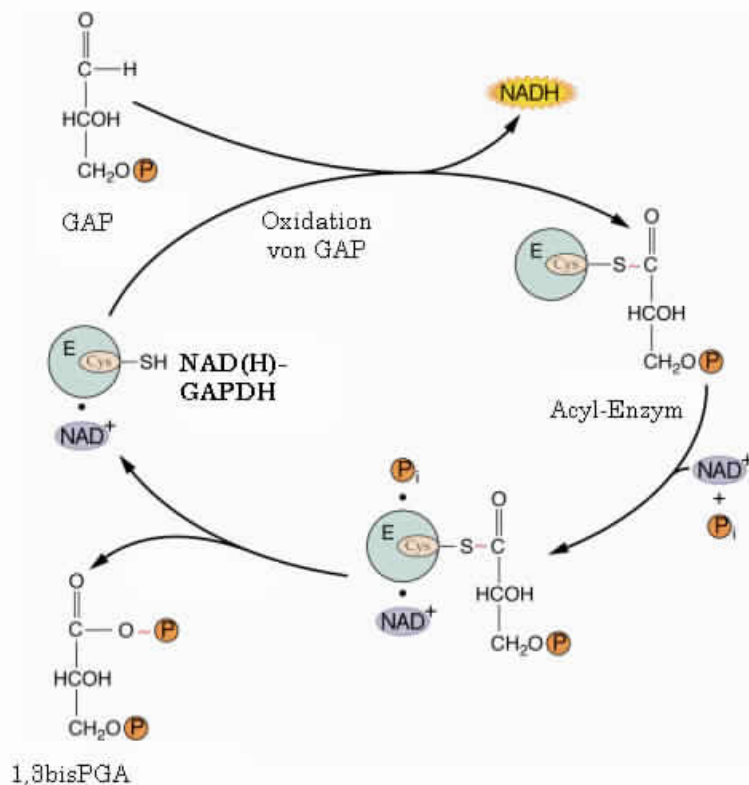 O
C—H
HCOH
CH₂O P
GAP
NADH
Oxidation
von GAP
O
E Cys —S~C
HCOH
CH₂O P
Acyl-Enzym
E Cys —SH
NAD(H)-
GAPDH
NAD⁺
NAD⁺
+
Pᵢ
Pᵢ
O
E Cys —S~C
HCOH
NAD⁺
CH₂O P
O
C — O ~ P
HCOH
CH₂O P
1,3bisPGA